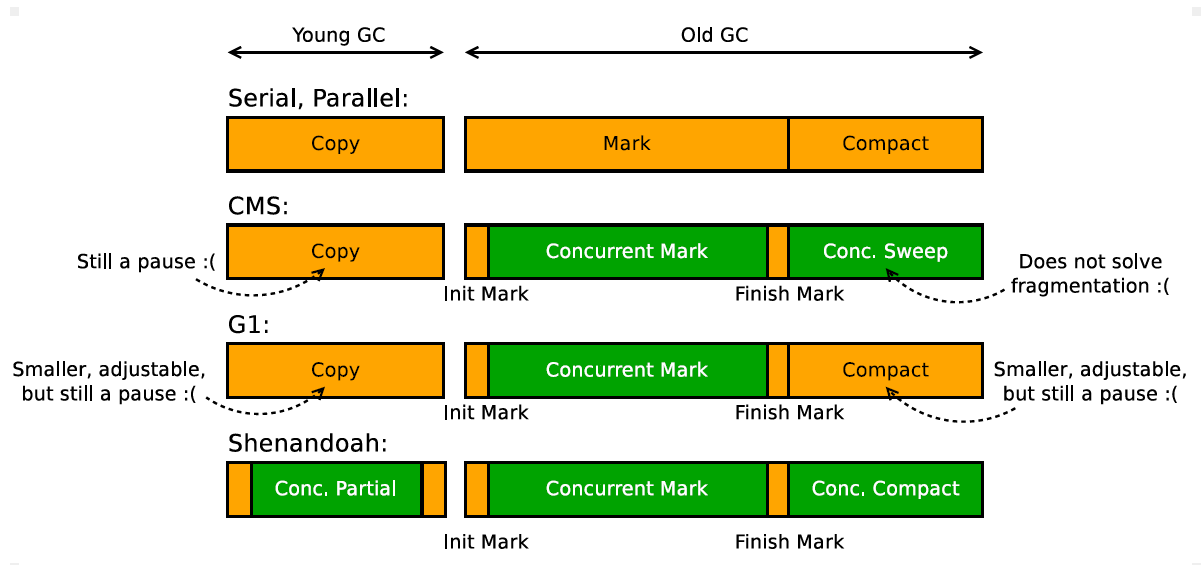 Young GC
Old GC
Serial, Parallel:
Copy
Mark
Compact
CMS:
Copy
Concurrent Mark
Conc. Sweep
Still a pause :(
Does not solve
fragmentation :(
Init Mark
Finish Mark
G1:
Copy
Concurrent Mark
Compact
Smaller, adjustable,
but still a pause :(
Smaller, adjustable,
but still a pause :(
Init Mark
Finish Mark
Shenandoah:
Conc. Partial
Concurrent Mark
Conc. Compact
Init Mark
Finish Mark